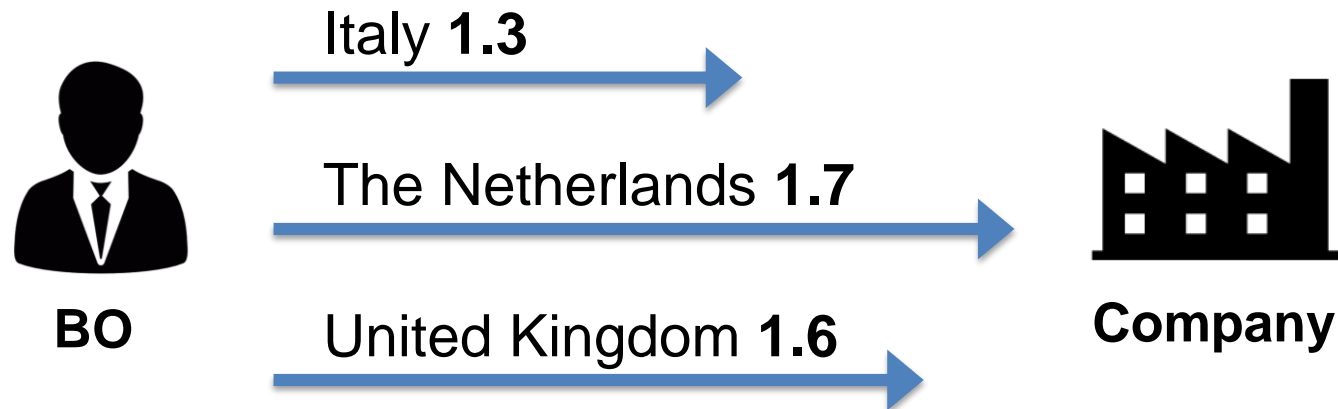 Italy 1.3
The Netherlands 1.7
United Kingdom 1.6
BO
Company